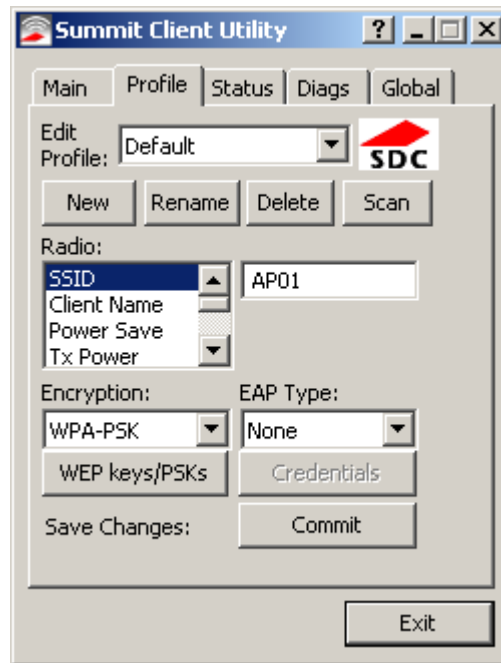 Summit Client Utility ? _ □ X
Main Profile Status Diags Global
Edit
Profile: Default
SDC
New Rename Delete Scan
Radio:
SSID AP01
Client Name
Power Save
Tx Power
Encryption: EAP Type:
WPA-PSK None
WEP keys/PSKs Credentials
Save Changes: Commit
Exit